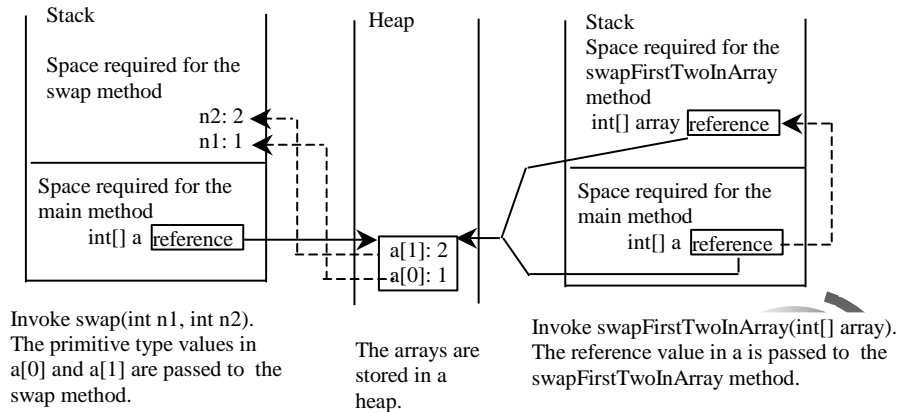 Stack
Space required for the
swap method
n2: 2
n1: 1
Space required for the
main method
int[] a reference
Invoke swap(int n1, int n2).
The primitive type values in
a[0] and a[1] are passed to the
swap method.
Heap
a[1]: 2
a[0]: 1
The arrays are
stored in a
heap.
Stack
Space required for the
swapFirstTwoInArray
method
int[] array reference
Space required for the
main method
int[] a reference
Invoke swapFirstTwoInArray(int[] array).
The reference value in a is passed to the
swapFirstTwoInArray method.